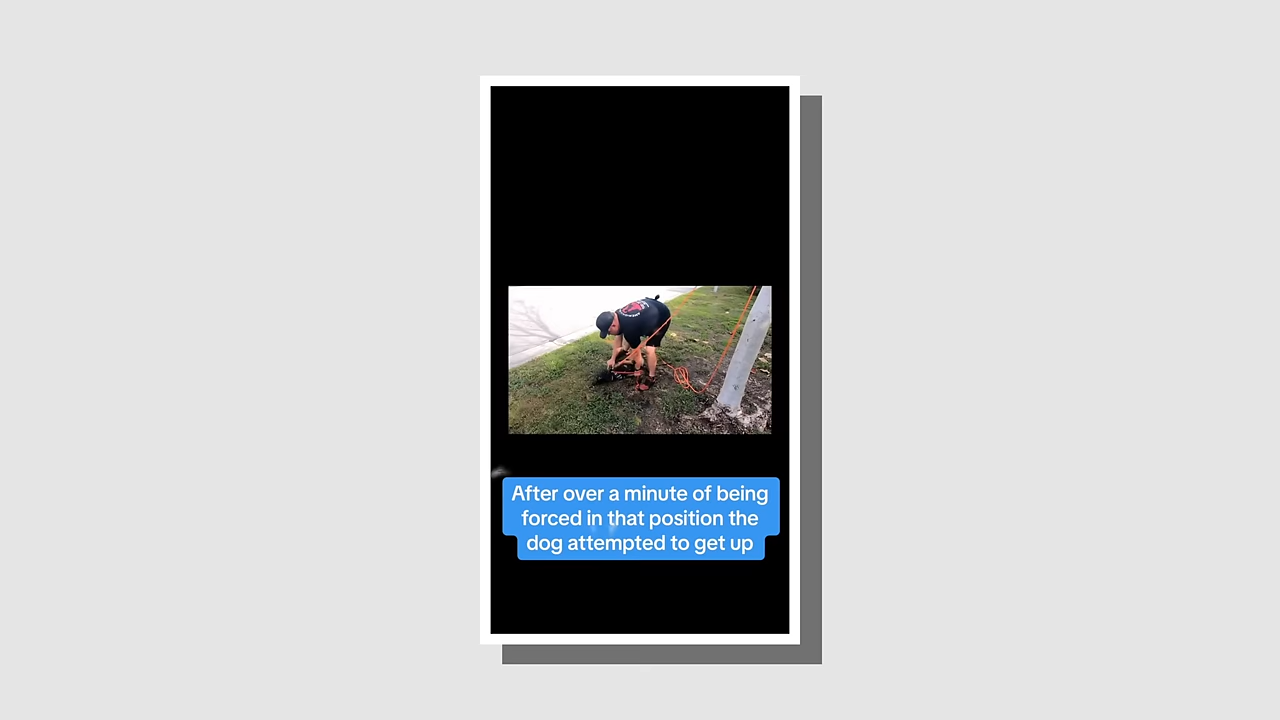 After over a minute of being
forced in that position the
dog attempted to get up